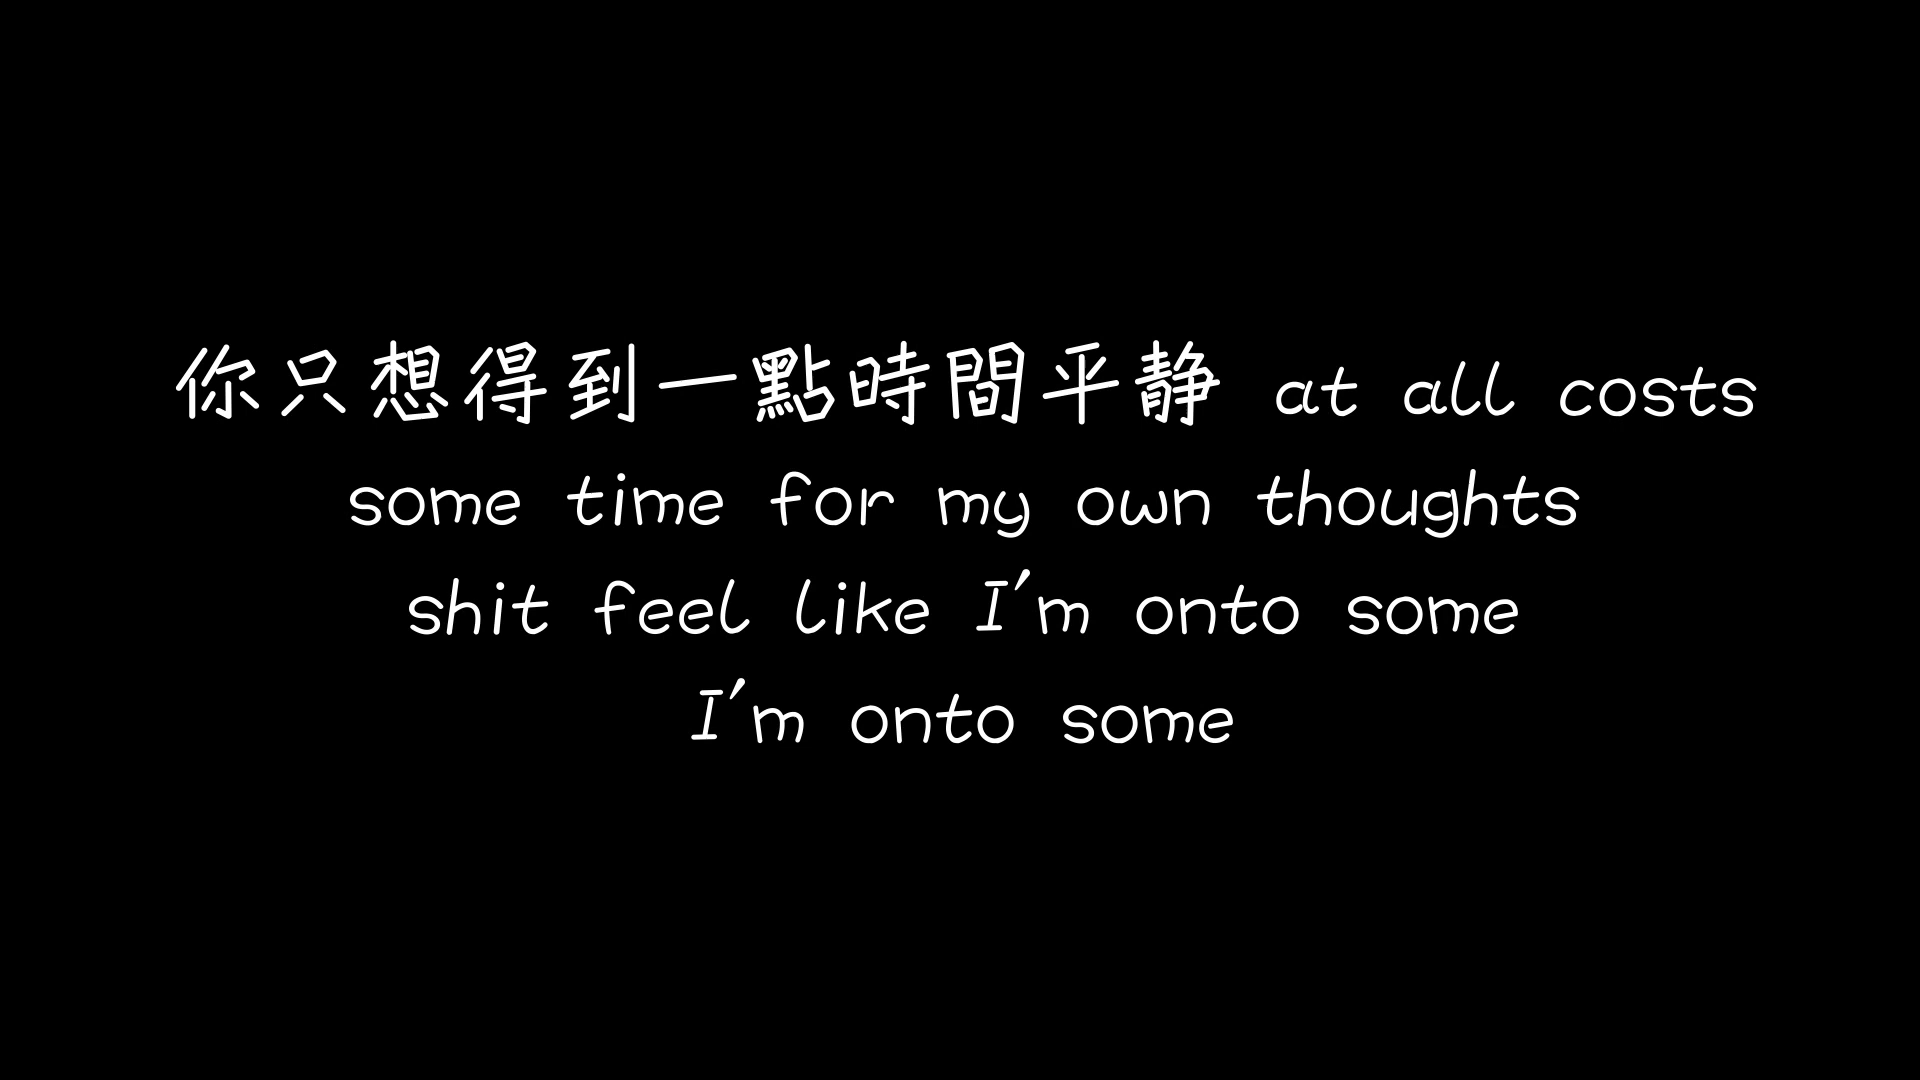 你只想得到一點時間平静 at all costs
some time for my own thoughts
shit feel like I'm onto some
I'm onto some